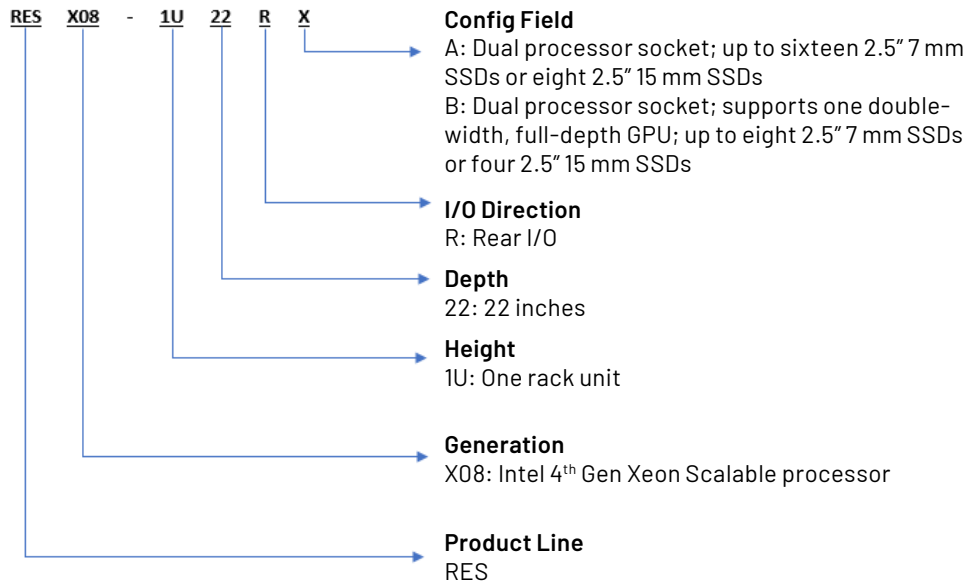 RES X08 - 1U 22 R X
Config Field
A: Dual processor socket; up to sixteen 2.5″ 7 mm
SSDs or eight 2.5″ 15 mm SSDs
B: Dual processor socket; supports one double-
width, full-depth GPU; up to eight 2.5″ 7 mm SSDs
or four 2.5″ 15 mm SSDs
I/O Direction
R: Rear I/O
Depth
22: 22 inches
Height
1U: One rack unit
Generation
X08: Intel 4th Gen Xeon Scalable processor
Product Line
RES